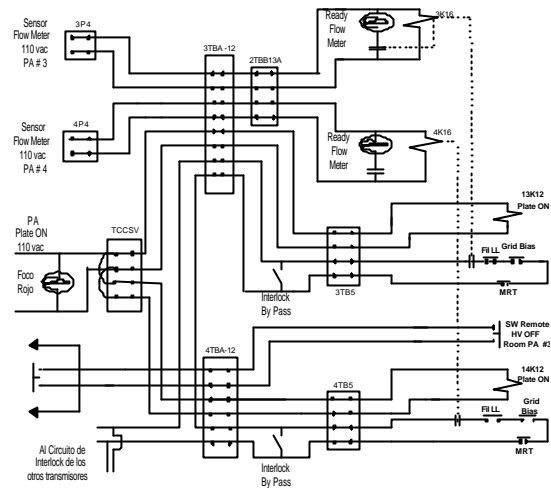 Sensor
Flow Meter
110 vac
PA # 3
3P4
3TBA -12
2TBB13A
Ready
Flow
Meter
3K16
Sensor
Flow Meter
110 vac
PA # 4
4P4
Ready
Flow
Meter
4K16
PA
Plate ON
110 vac
Foco
Rojo
TCCSV
13K12
Plate ON
Fil LL
Grid Bias
MRT
Interlock
By Pass
3TB5
SW Remote
HV OFF
Room PA #3
4TBA-12
4TB5
14K12
Plate ON
Fil LL
Grid
Bias
MRT
Al Circuito de
Interlock de los
otros transmisores
Interlock
By Pass